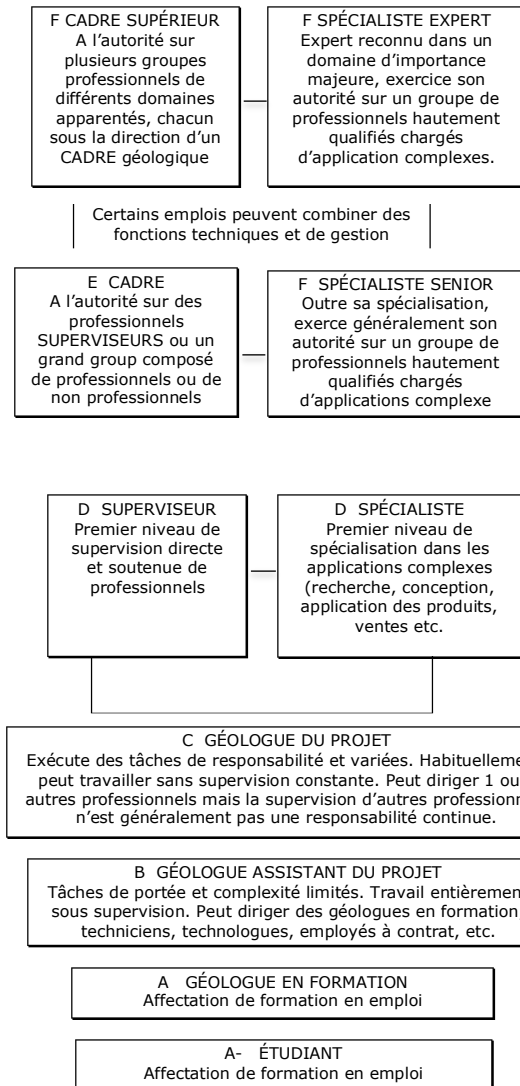 F CADRE SUPÉRIEUR
A l'autorité sur
plusieurs groupes
professionnels de
différents domaines
apparentés, chacun
sous la direction d'un
CADRE géologique
F SPÉCIALISTE EXPERT
Expert reconnu dans un
domaine d'importance
majeure, exercice son
autorité sur un groupe de
professionnels hautement
qualifiés chargés
d'application complexes.
Certains emplois peuvent combiner des
fonctions techniques et de gestion
E CADRE
A l'autorité sur des
professionnels
SUPERVISEURS ou un
grand group composé
de professionnels ou de
non professionnels
F SPÉCIALISTE SENIOR
Outre sa spécialisation,
exerce généralement son
autorité sur un groupe de
professionnels hautement
qualifiés chargés
d'applications complexe
D SUPERVISEUR
Premier niveau de
supervision directe
et soutenue de
professionnels
D SPÉCIALISTE
Premier niveau de
spécialisation dans les
applications complexes
(recherche, conception,
application des produits,
ventes etc.
C GÉOLOGUE DU PROJET
Exécute des tâches de responsabilité et variées.
peut travailler sans supervision constante. Peut diriger 1 ou
autres professionnels mais la supervision d'autres
n'est généralement pas une responsabilité continue.
B GÉOLOGUE ASSISTANT DU PROJET
Tâches de portée et complexité limités. Travail
sous supervision. Peut diriger des géologues en formation,
techniciens, technologues, employés à contrat, etc.
A GÉOLOGUE EN FORMATION
Affectation de formation en emploi
A- ÉTUDIANT
Affectation de formation en emploi